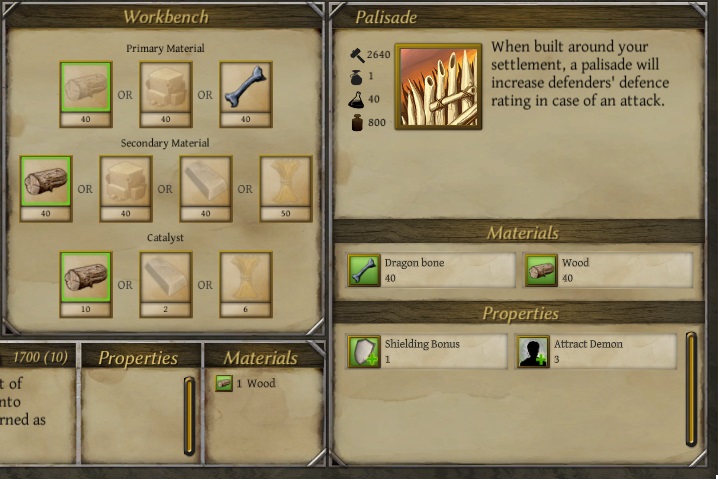 Workbench
Primary Material
OR
OR
40
40
40
Secondary Material
OR
OR
OR
40
40
40
50
Catalyst
OR
OR
10
2
6
1700 (10)
t of
nto
rned as
Properties
Materials
1 Wood
Palisade
2640
1
40
800
When built around your
settlement, a palisade will
increase defenders' defence
rating in case of an attack.
Materials
Dragon bone
40
Wood
40
Properties
Shielding Bonus
1
Attract Demon
3